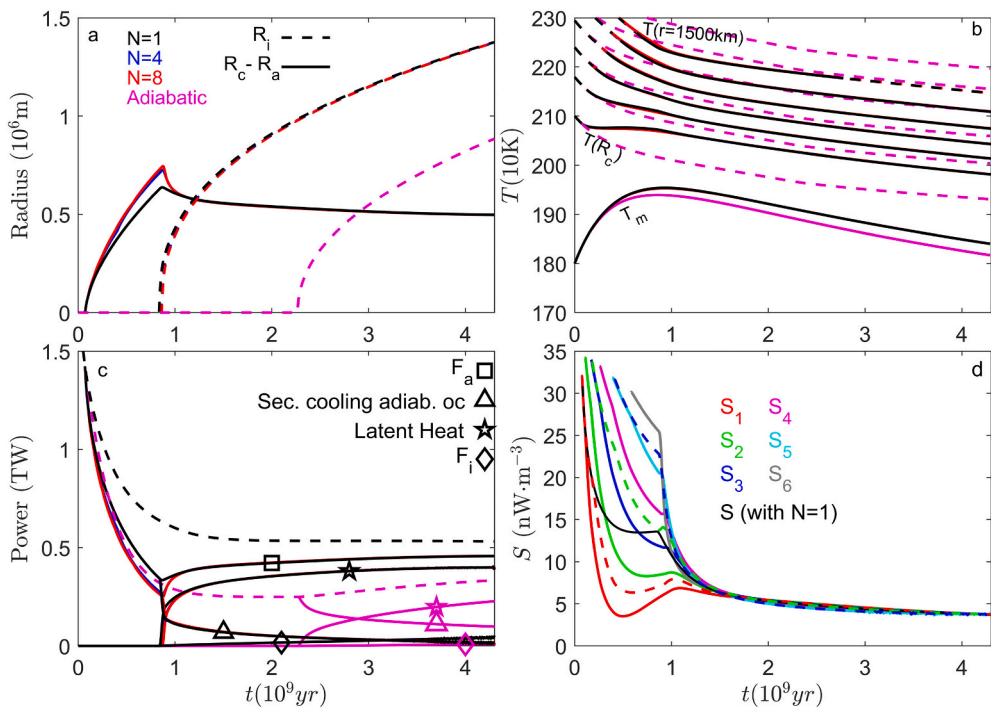 a
N=1
N=4
N=8
Adiabatic
R_i
R_c - R_a
Radius (10^6m)
1.5
1
0.5
0
0 1 2 3 4
b
T(r=1500km)
T(R_c)
T_m
T(10K)
230
220
210
200
190
180
170
0 1 2 3 4
c
F_a
Sec. cooling adiab. oc
Latent Heat
F_i
Power (TW)
1.5
1
0.5
0
0 1 2 3 4
t(10^9yr)
d
S_1 S_4
S_2 S_5
S_3 S_6
S (with N=1)
S (nW·m^-3)
35
30
25
20
15
10
5
0
0 1 2 3 4
t(10^9yr)